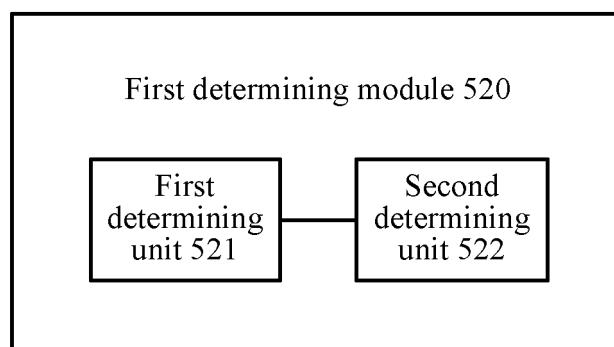 First determining module 520
First
determining
unit 521
Second
determining
unit 522